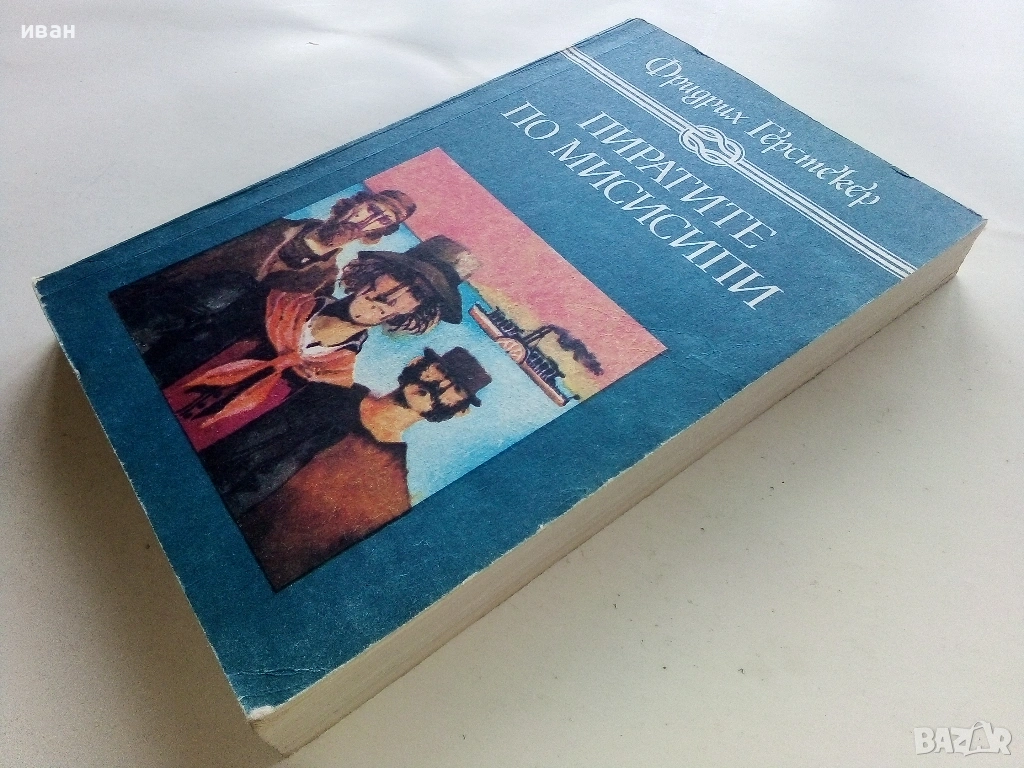 иван
Фридрих Герстекер
ПИРАТИТЕ
ПО МИСИСИПИ
BAZAR